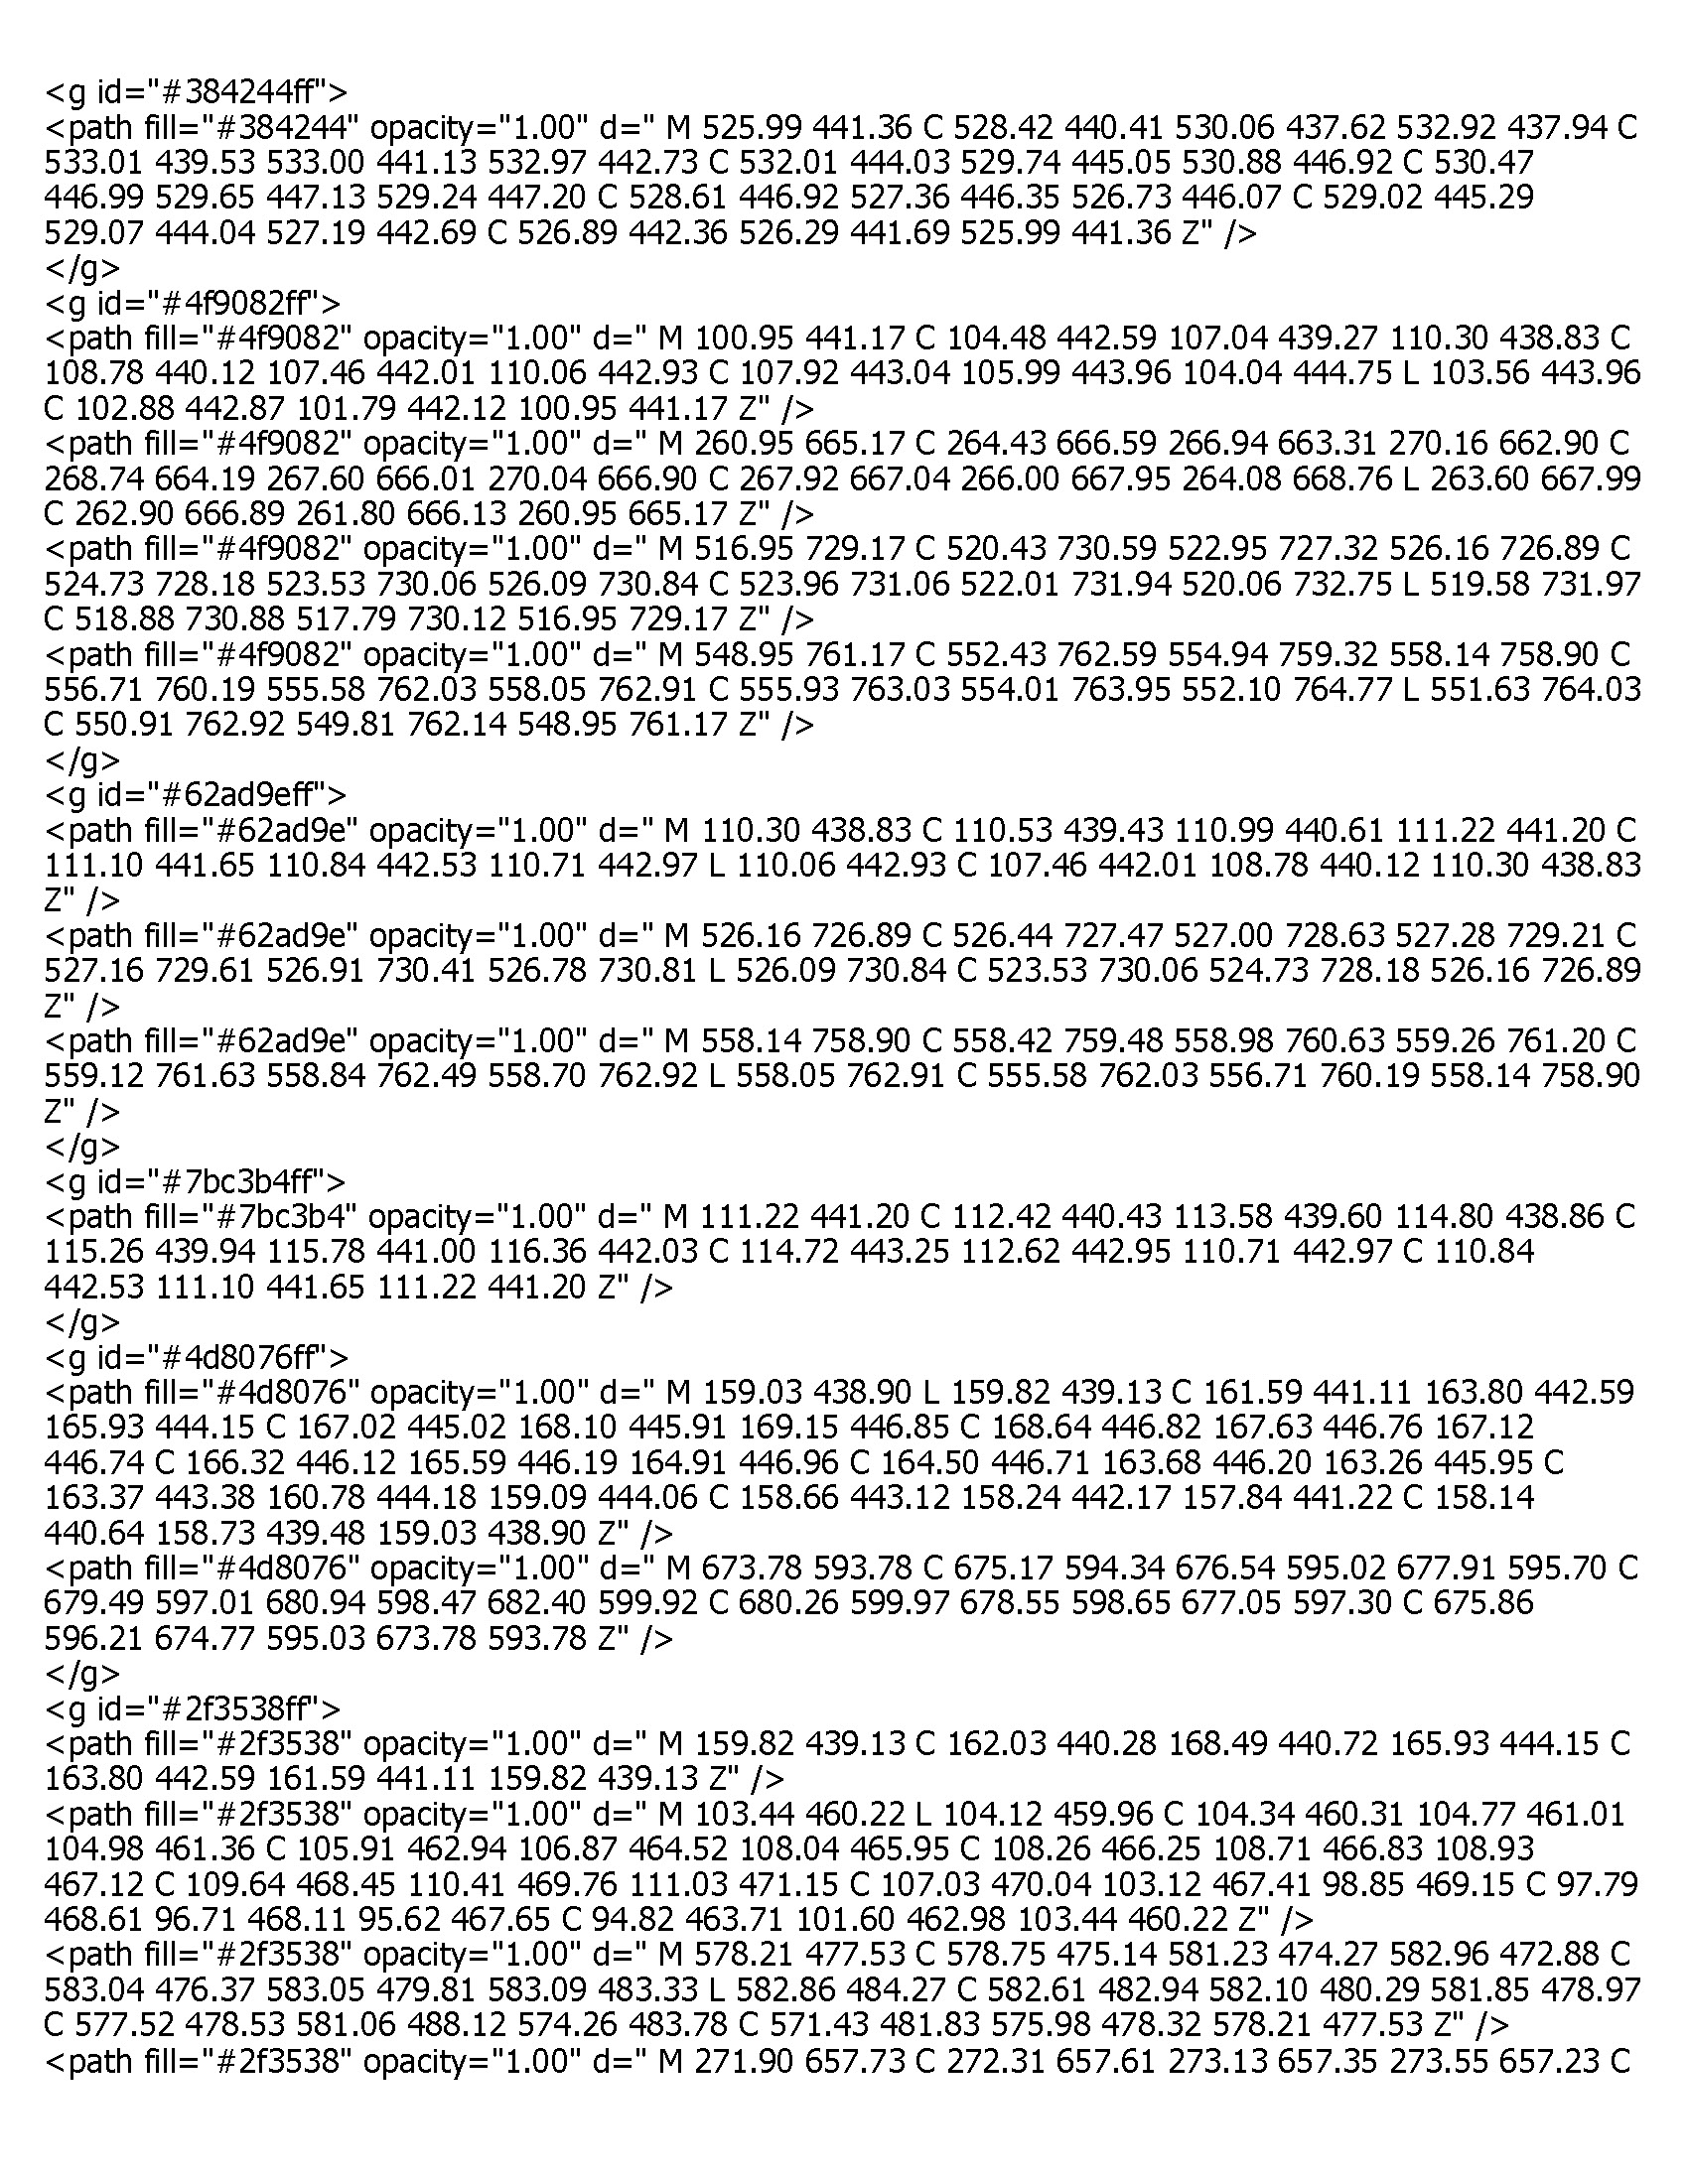 <g id="#384244ff">
<path fill="#384244" opacity="1.00" d=" M 525.99 441.36 C 528.42 440.41 530.06 437.62 532.92 437.94 C
533.01 439.53 533.00 441.13 532.97 442.73 C 532.01 444.03 529.74 445.05 530.88 446.92 C 530.47
446.99 529.65 447.13 529.24 447.20 C 528.61 446.92 527.36 446.35 526.73 446.07 C 529.02 445.29
529.07 444.04 527.19 442.69 C 526.89 442.36 526.29 441.69 525.99 441.36 Z" />
</g>
<g id="#4f9082ff">
<path fill="#4f9082" opacity="1.00" d=" M 100.95 441.17 C 104.48 442.59 107.04 439.27 110.30 438.83 C
108.78 440.12 107.46 442.01 110.06 442.93 C 107.92 443.04 105.99 443.96 104.04 444.75 L 103.56 443.96
C 102.88 442.87 101.79 442.12 100.95 441.17 Z" />
<path fill="#4f9082" opacity="1.00" d=" M 260.95 665.17 C 264.43 666.59 266.94 663.31 270.16 662.90 C
268.74 664.19 267.60 666.01 270.04 666.90 C 267.92 667.04 266.00 667.95 264.08 668.76 L 263.60 667.99
C 262.90 666.89 261.80 666.13 260.95 665.17 Z" />
<path fill="#4f9082" opacity="1.00" d=" M 516.95 729.17 C 520.43 730.59 522.95 727.32 526.16 726.89 C
524.73 728.18 523.53 730.06 526.09 730.84 C 523.96 731.06 522.01 731.94 520.06 732.75 L 519.58 731.97
C 518.88 730.88 517.79 730.12 516.95 729.17 Z" />
<path fill="#4f9082" opacity="1.00" d=" M 548.95 761.17 C 552.43 762.59 554.94 759.32 558.14 758.90 C
556.71 760.19 555.58 762.03 558.05 762.91 C 555.93 763.03 554.01 763.95 552.10 764.77 L 551.63 764.03
C 550.91 762.92 549.81 762.14 548.95 761.17 Z" />
</g>
<g id="#62ad9eff">
<path fill="#62ad9e" opacity="1.00" d=" M 110.30 438.83 C 110.53 439.43 110.99 440.61 111.22 441.20 C
111.10 441.65 110.84 442.53 110.71 442.97 L 110.06 442.93 C 107.46 442.01 108.78 440.12 110.30 438.83
Z" />
<path fill="#62ad9e" opacity="1.00" d=" M 526.16 726.89 C 526.44 727.47 527.00 728.63 527.28 729.21 C
527.16 729.61 526.91 730.41 526.78 730.81 L 526.09 730.84 C 523.53 730.06 524.73 728.18 526.16 726.89
Z" />
<path fill="#62ad9e" opacity="1.00" d=" M 558.14 758.90 C 558.42 759.48 558.98 760.63 559.26 761.20 C
559.12 761.63 558.84 762.49 558.70 762.92 L 558.05 762.91 C 555.58 762.03 556.71 760.19 558.14 758.90
Z" />
</g>
<g id="#7bc3b4ff">
<path fill="#7bc3b4" opacity="1.00" d=" M 111.22 441.20 C 112.42 440.43 113.58 439.60 114.80 438.86 C
115.26 439.94 115.78 441.00 116.36 442.03 C 114.72 443.25 112.62 442.95 110.71 442.97 C 110.84
442.53 111.10 441.65 111.22 441.20 Z" />
</g>
<g id="#4d8076ff">
<path fill="#4d8076" opacity="1.00" d=" M 159.03 438.90 L 159.82 439.13 C 161.59 441.11 163.80 442.59
165.93 444.15 C 167.02 445.02 168.10 445.91 169.15 446.85 C 168.64 446.82 167.63 446.76 167.12
446.74 C 166.32 446.12 165.59 446.19 164.91 446.96 C 164.50 446.71 163.68 446.20 163.26 445.95 C
163.37 443.38 160.78 444.18 159.09 444.06 C 158.66 443.12 158.24 442.17 157.84 441.22 C 158.14
440.64 158.73 439.48 159.03 438.90 Z" />
<path fill="#4d8076" opacity="1.00" d=" M 673.78 593.78 C 675.17 594.34 676.54 595.02 677.91 595.70 C
679.49 597.01 680.94 598.47 682.40 599.92 C 680.26 599.97 678.55 598.65 677.05 597.30 C 675.86
596.21 674.77 595.03 673.78 593.78 Z" />
</g>
<g id="#2f3538ff">
<path fill="#2f3538" opacity="1.00" d=" M 159.82 439.13 C 162.03 440.28 168.49 440.72 165.93 444.15 C
163.80 442.59 161.59 441.11 159.82 439.13 Z" />
<path fill="#2f3538" opacity="1.00" d=" M 103.44 460.22 L 104.12 459.96 C 104.34 460.31 104.77 461.01
104.98 461.36 C 105.91 462.94 106.87 464.52 108.04 465.95 C 108.26 466.25 108.71 466.83 108.93
467.12 C 109.64 468.45 110.41 469.76 111.03 471.15 C 107.03 470.04 103.12 467.41 98.85 469.15 C 97.79
468.61 96.71 468.11 95.62 467.65 C 94.82 463.71 101.60 462.98 103.44 460.22 Z" />
<path fill="#2f3538" opacity="1.00" d=" M 578.21 477.53 C 578.75 475.14 581.23 474.27 582.96 472.88 C
583.04 476.37 583.05 479.81 583.09 483.33 L 582.86 484.27 C 582.61 482.94 582.10 480.29 581.85 478.97
C 577.52 478.53 581.06 488.12 574.26 483.78 C 571.43 481.83 575.98 478.32 578.21 477.53 Z" />
<path fill="#2f3538" opacity="1.00" d=" M 271.90 657.73 C 272.31 657.61 273.13 657.35 273.55 657.23 C